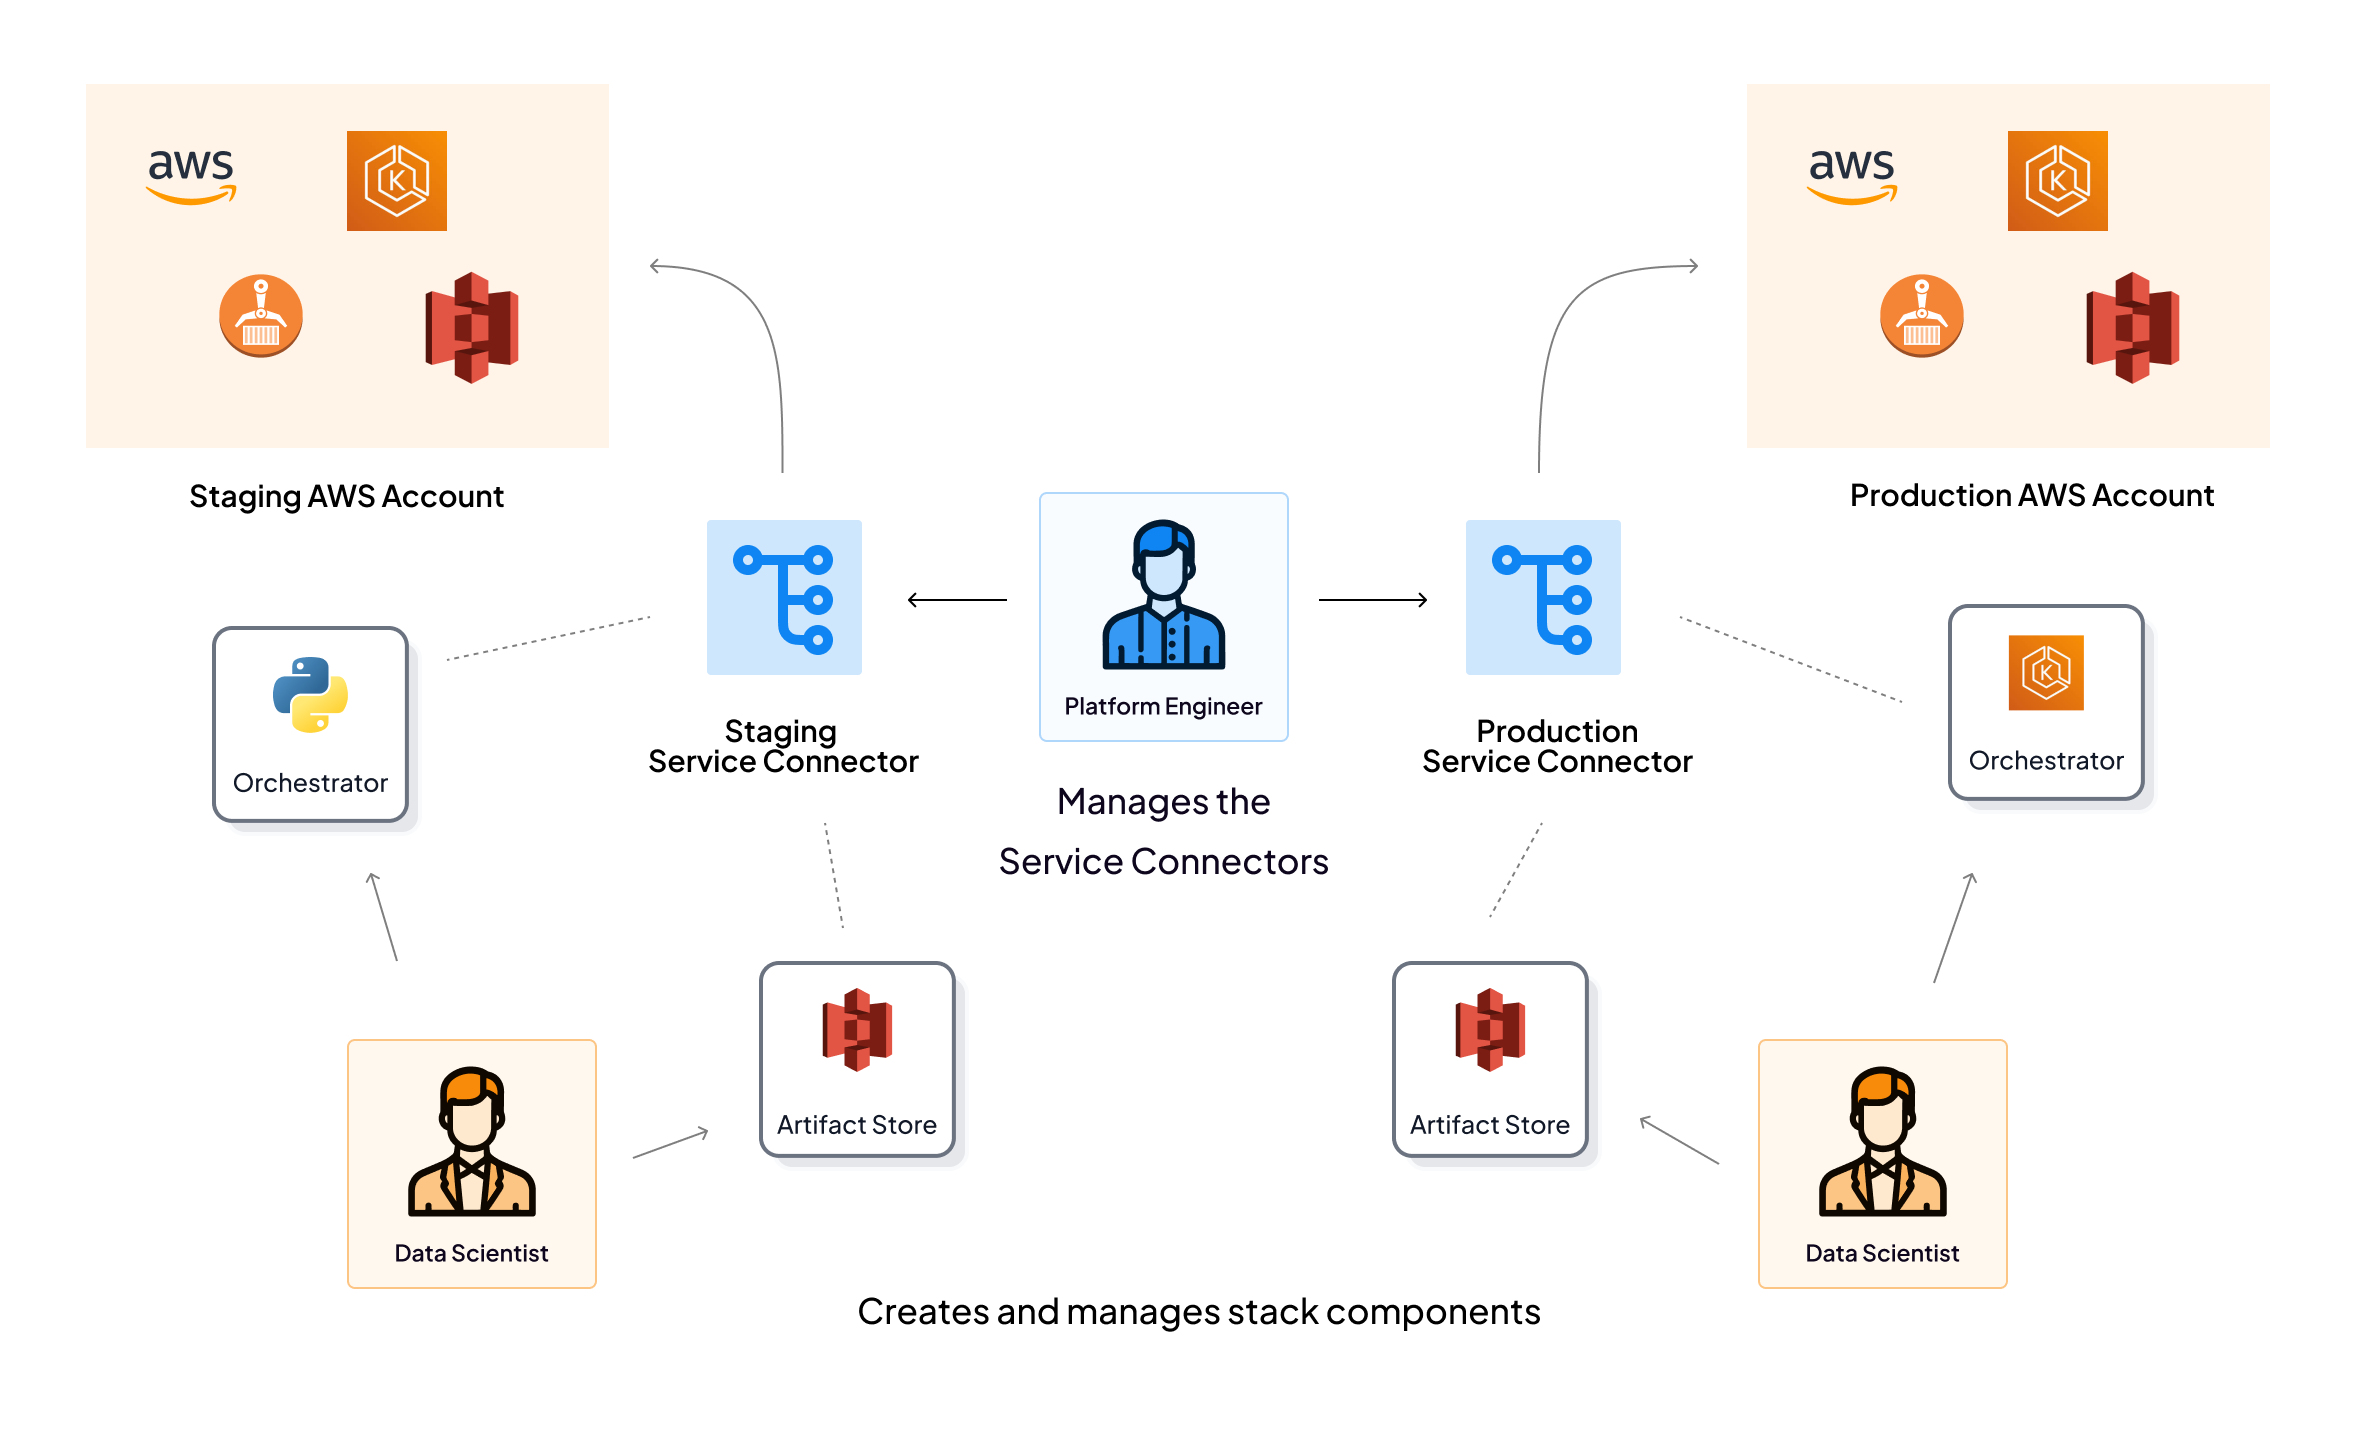 aws
aws
Staging AWS Account
Production AWS Account
Platform Engineer
Staging
Service Connector
Production
Service Connector
Orchestrator
Orchestrator
Manages the
Service Connectors
Artifact Store
Artifact Store
Data Scientist
Data Scientist
Creates and manages stack components